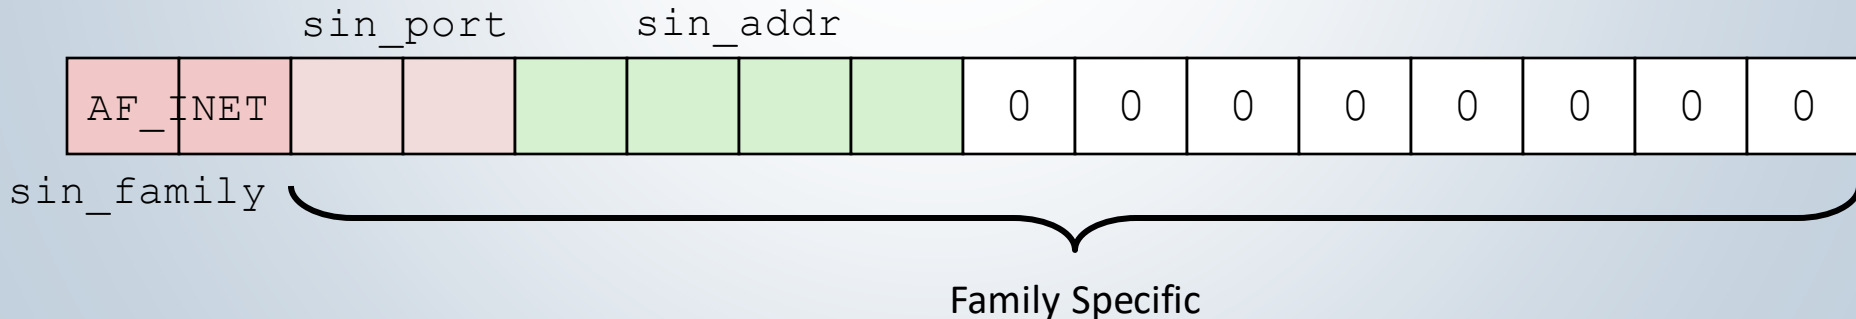 sin_port sin_addr
AF_INET 0 0 0 0 0 0 0 0
sin_family
Family Specific